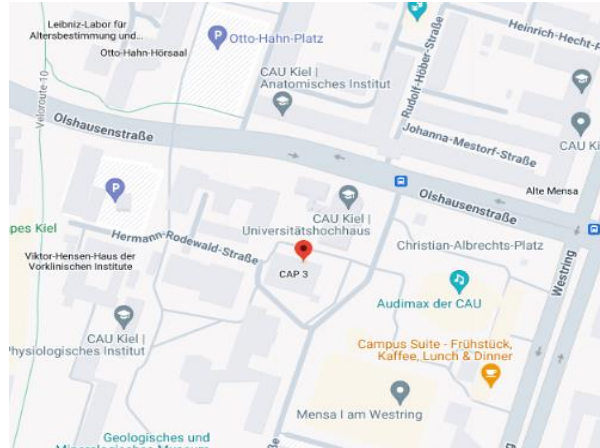 Leibniz-Labor für
Altersbestimmung und...
Otto-Hahn-Platz
Otto-Hahn-Hörsaal
Heinrich-Hecht-P
Rudolf-Höber-Straße
CAU Kiel |
Anatomisches Institut
Veloroute-10
Olshausenstraße
Johanna-Mestorf-Straße
CAU Ki
P
P
CAU Kiel |
Universitätshochhaus
Olshausenstraße
Alte Mensa
pes Kiel
Hermann-Rodewald-Straße
Christian-Albrechts-Platz
Viktor-Hensen-Haus der
Vorklinischen Institute
CAP 3
Westring
Audimax der CAU
CAU Kiel |
Physiologisches Institut
Campus Suite - Frühstück,
Kaffee, Lunch & Dinner
Mensa I am Westring
Geologisches und
Mineralogisches Museum
ße
ng